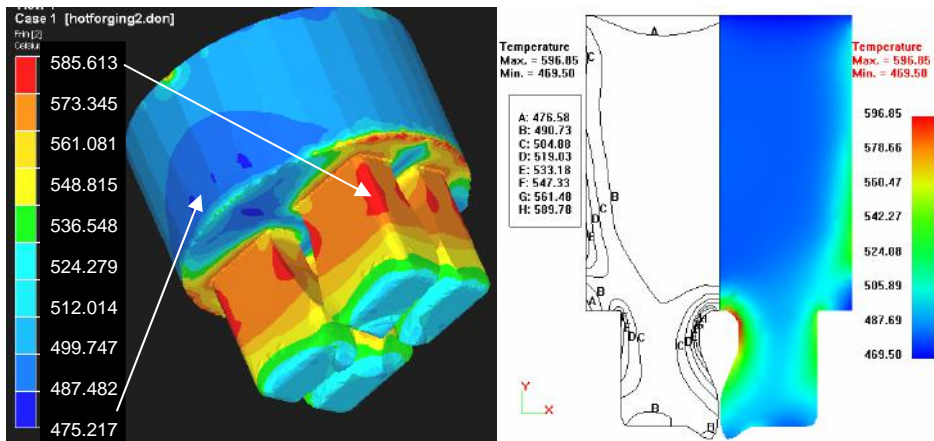 Case 1 [hotforging2.don]
585.613
573.345
561.081
548.815
536.548
524.279
512.014
499.747
487.482
475.217
Temperature
Max. = 596.85
Min. = 469.50
A: 476.58
B: 490.73
C: 504.88
D: 519.03
E: 533.18
F: 547.33
G: 561.48
H: 589.78
A
C
B
C
D
E
B
A
B
E
D
C
H
E
D
C
B
B
Y
X
Temperature
Max. = 596.85
Min. = 469.50
596.85
578.66
560.47
542.27
524.08
505.89
487.69
469.50